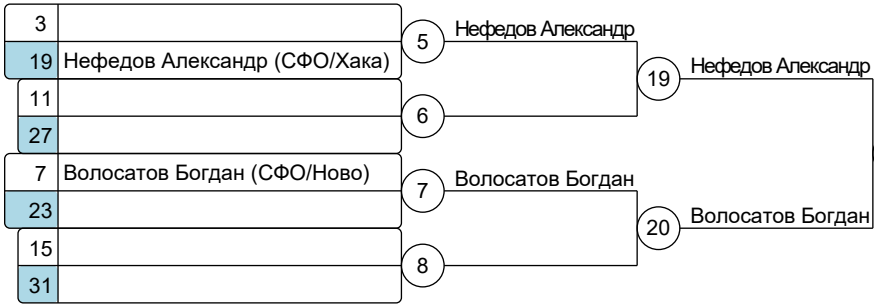 3
19 Нефедов Александр (СФО/Хака)
5
Нефедов Александр
11
27
6
19
Нефедов Александр
7 Волосатов Богдан (СФО/Ново)
23
7
Волосатов Богдан
15
31
8
20
Волосатов Богдан